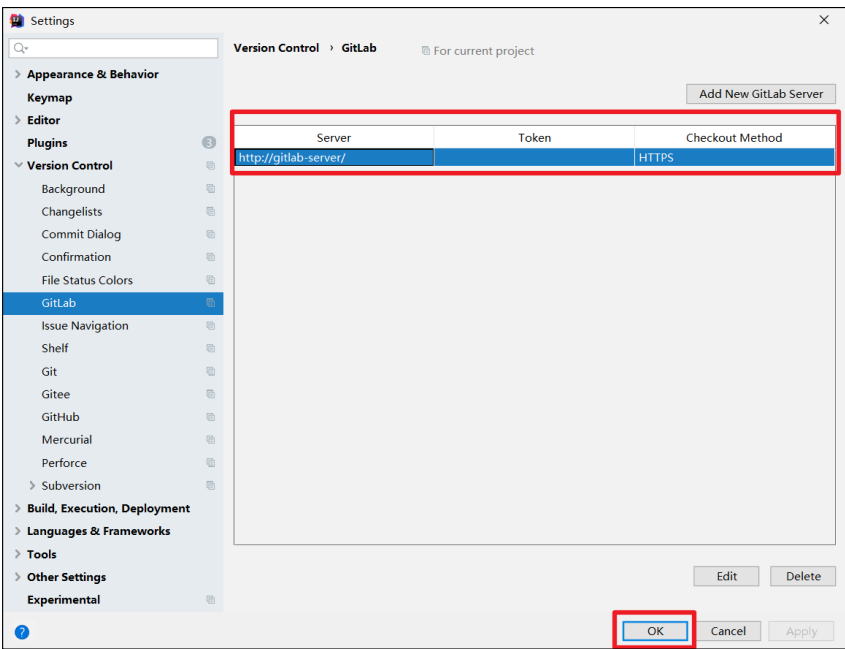 Settings
Version Control › GitLab
For current project
Appearance & Behavior
Keymap
Editor
Plugins
3
Version Control
Background
Changelists
Commit Dialog
Confirmation
File Status Colors
GitLab
Issue Navigation
Shelf
Git
Gitee
GitHub
Mercurial
Perforce
Subversion
Build, Execution, Deployment
Languages & Frameworks
Tools
Other Settings
Experimental
Add New GitLab Server
Server Token Checkout Method
http://gitlab-server/ HTTPS
Edit Delete
? OK Cancel Apply